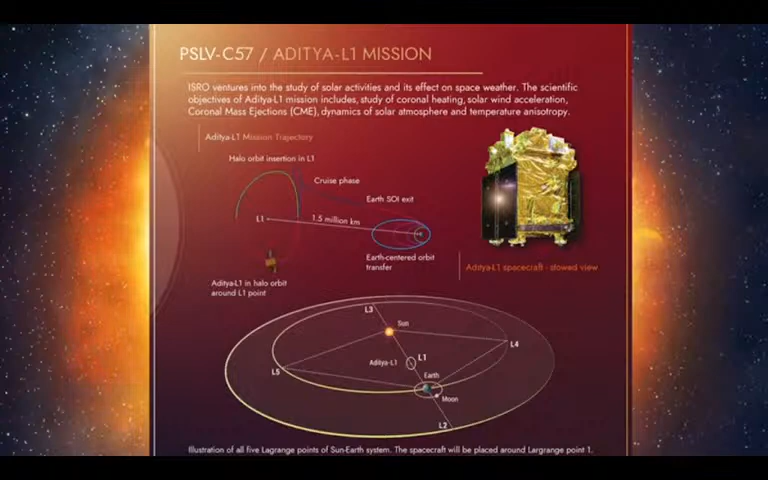 PSLV-C57 / ADITYA-L1 MISSION
ISRO ventures into the study of solar activities and its effect on space weather. The scientific
objectives of Aditya-L1 mission includes, study of coronal heating, solar wind acceleration,
Coronal Mass Ejections (CME), dynamics of solar atmosphere and temperature anisotropy.
Aditya-L1 Mission Trajectory
Halo orbit insertion in L1
Cruise phase
Earth SOI exit
L1
1.5 million km
Earth-centered orbit
transfer
Aditya-L1 spacecraft - stowed view
Aditya-L1 in halo orbit
around L1 point
L3
Sun
L4
L1
Aditya-L1
L5
Earth
Moon
L2
Illustration of all five Lagrange points of Sun-Earth system. The spacecraft will be placed around Largrange point 1.